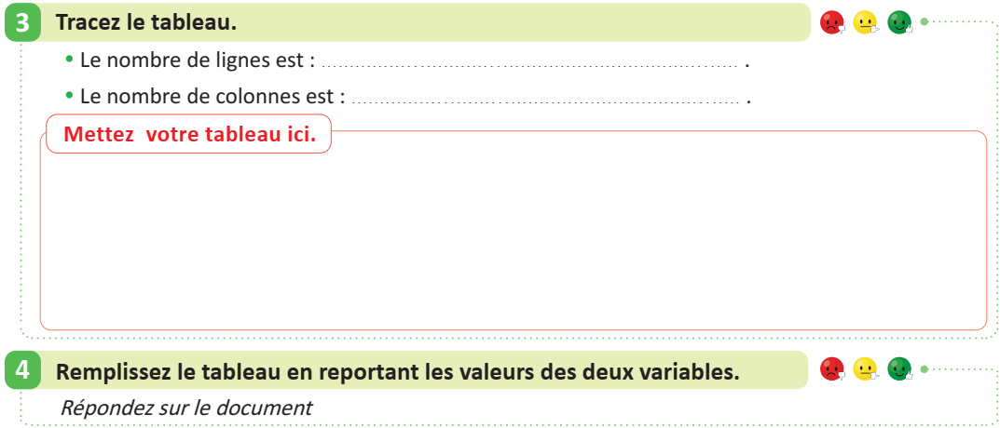 3 Tracez le tableau.
• Le nombre de lignes est : .................................................................................... .
• Le nombre de colonnes est : .............................................................................. .
Mettez votre tableau ici.
4 Remplissez le tableau en reportant les valeurs des deux variables.
Répondez sur le document